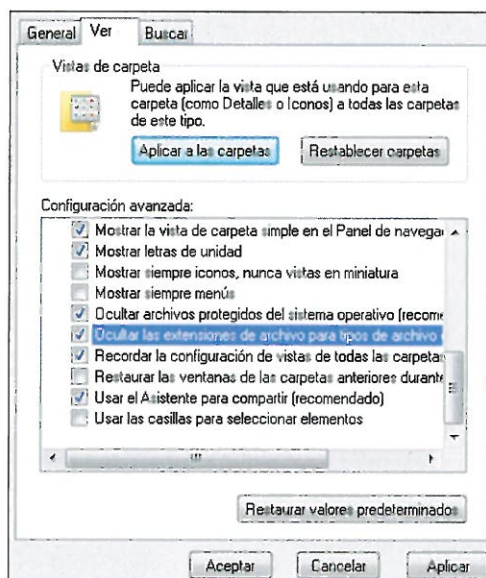 General Ver Buscar
Vistas de carpeta
Puede aplicar la vista que está usando para esta
carpeta (como Detalles o Iconos) a todas las carpetas
de este tipo.
Aplicar a las carpetas Restablecer carpetas
Configuración avanzada:
Mostrar la vista de carpeta simple en el Panel de navega
Mostrar letras de unidad
Mostrar siempre iconos, nunca vistas en miniatura
Mostrar siempre menús
Ocultar archivos protegidos del sistema operativo (recome
Ocultar las extensiones de archivo para tipos de archivo
Recordar la configuración de vistas de todas las carpetas
Restaurar las ventanas de las carpetas anteriores durante
Usar el Asistente para compartir (recomendado)
Usar las casillas para seleccionar elementos
Restaurar valores predeterminados
Aceptar Cancelar Aplicar